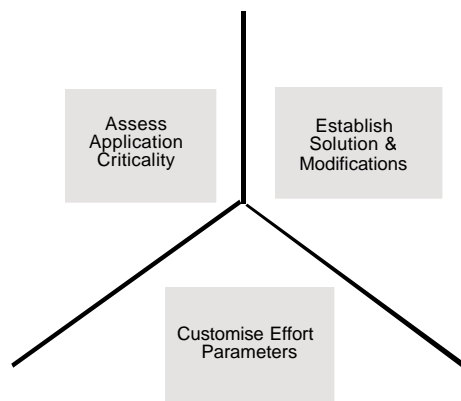 Assess
Application
Criticality
Establish
Solution &
Modifications
Customise Effort
Parameters